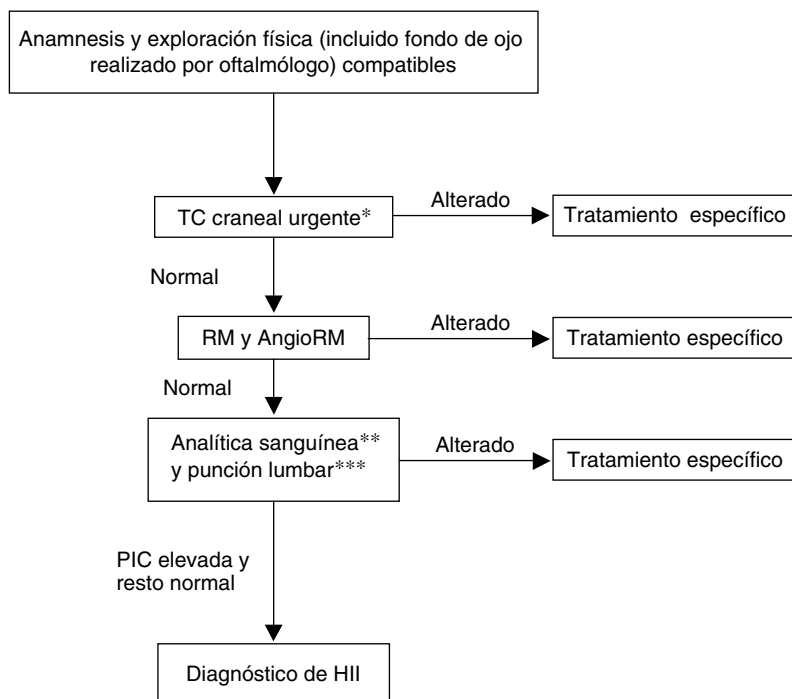 Anamnesis y exploración física (incluido fondo de ojo
realizado por oftalmólogo) compatibles
TC craneal urgente*
Alterado
Tratamiento específico
Normal
RM y AngioRM
Alterado
Tratamiento específico
Normal
Analítica sanguínea**
y punción lumbar***
Alterado
Tratamiento específico
PIC elevada y
resto normal
Diagnóstico de HII